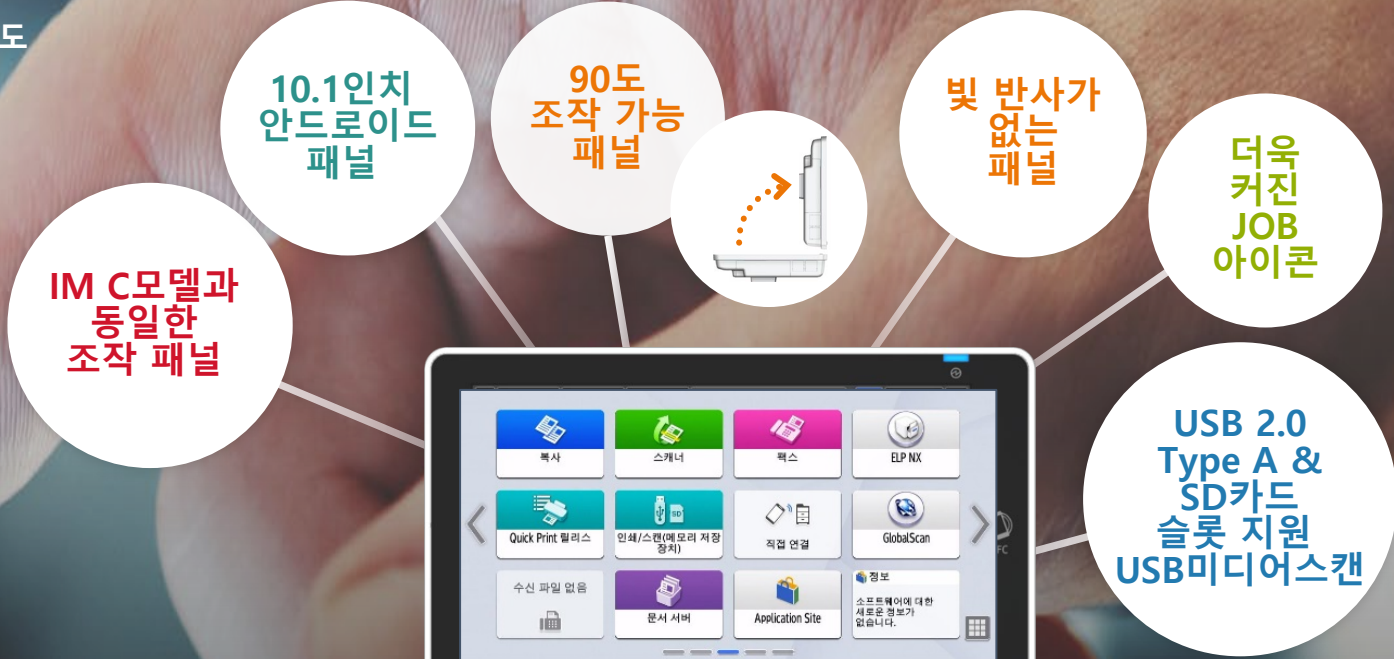 도
10.1인치
안드로이드
패널
90도
조작 가능
패널
빛 반사가
없는
패널
더욱
커진
JOB
아이콘
IM C모델과
동일한
조작 패널
USB 2.0
Type A &
SD카드
슬롯 지원
USB미디어스캔
복사
스캐너
팩스
ELP NX
Quick Print 릴리스
인쇄/스캔(메모리 저장
장치)
직접 연결
GlobalScan
수신 파일 없음
문서 서버
Application Site
정보
소프트웨어에 대한
새로운 정보가
없습니다.
FC